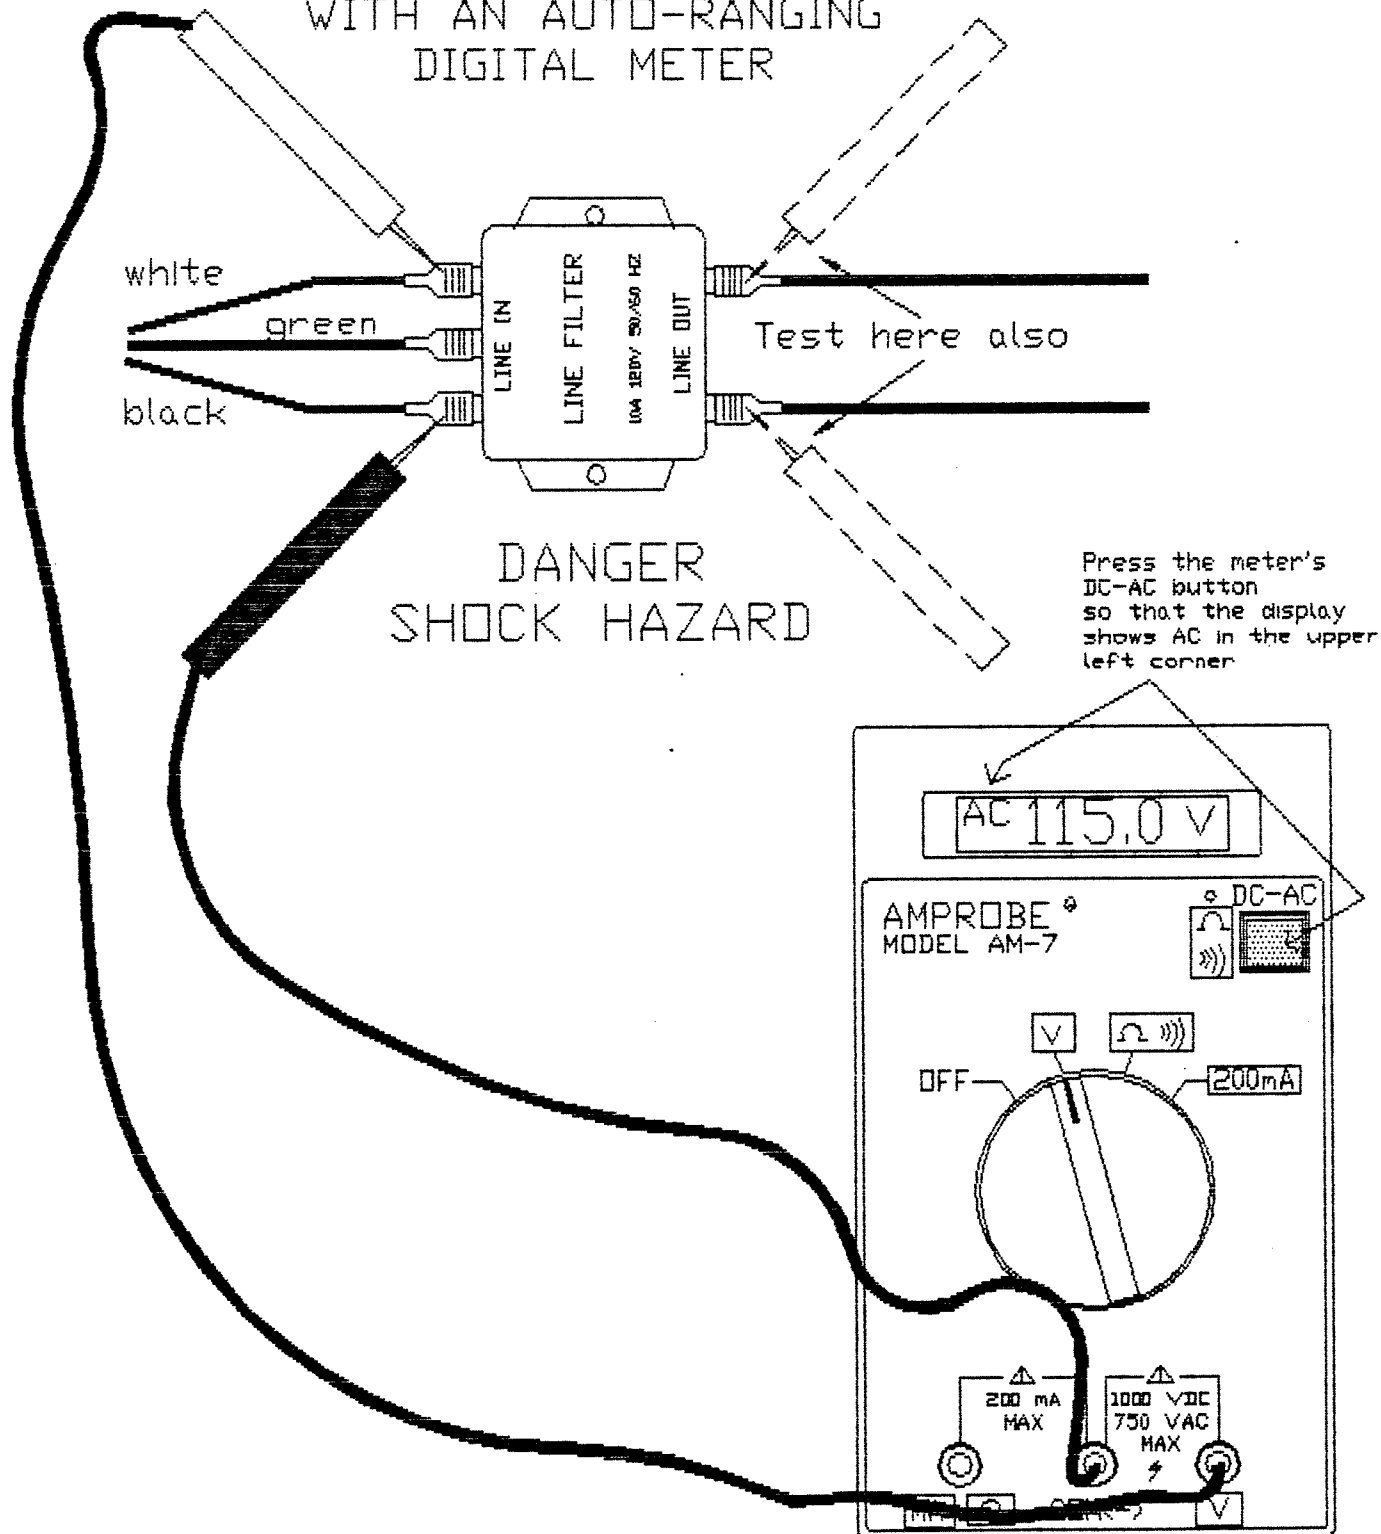 WITH AN AUTO-RANGING
DIGITAL METER
white
green
black
LINE IN
LINE FILTER
10A 120V 50/60 HZ
LINE OUT
Test here also
DANGER
SHOCK HAZARD
Press the meter's
DC-AC button
so that the display
shows AC in the upper
left corner
AC 115.0 V
AMPROBE
MODEL AM-7
DC-AC
Ω
V
Ω
OFF
200mA
200 mA
MAX
1000 VDC
750 VAC
MAX
V